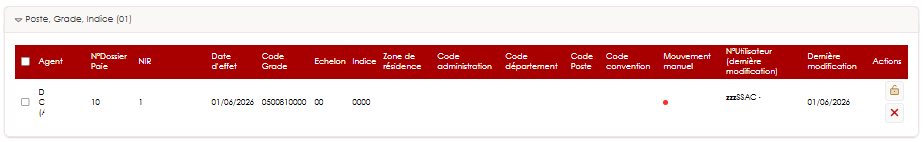 Poste, Grade, Indice (01)
Agent N°Dossier Paie NIR Date d'effet Code Grade Echelon Indice Zone de résidence Code administration Code département Code Poste Code convention Mouvement manuel N°Utilisateur (dernière modification) Dernière modification Actions
D
C
(A
10 1 01/06/2026 0500810000 00 0000 zzzSSAC - 01/06/2026